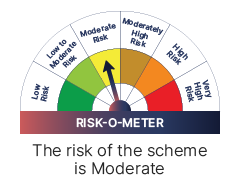 Low
Risk
Low to
Moderate
Risk
Moderate
Risk
Moderately
High
Risk
High
Risk
Very
High
Risk
RISK-O-METER
The risk of the scheme
is Moderate